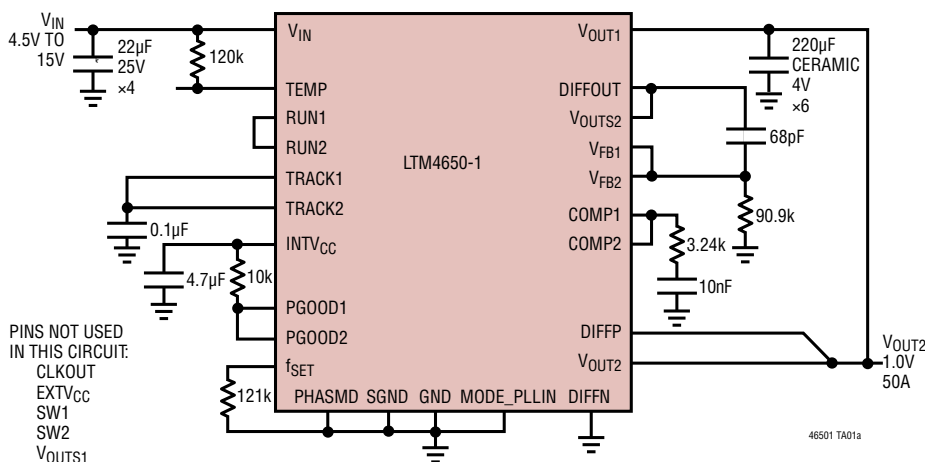 VIN
4.5V TO
15V
22µF
25V
×4
120k
VIN
TEMP
RUN1
RUN2
TRACK1
TRACK2
0.1µF
INTVCC
4.7µF
10k
PGOOD1
PGOOD2
fSET
121k
PHASMD SGND GND MODE_PLLIN DIFFN
LTM4650-1
VOUT1
DIFFOUT
VOUTS2
VFB1
VFB2
COMP1
COMP2
DIFFP
VOUT2
220µF
CERAMIC
4V
×6
68pF
90.9k
3.24k
10nF
VOUT2
1.0V
50A
PINS NOT USED
IN THIS CIRCUIT:
CLKOUT
EXTVCC
SW1
SW2
VOUTS1
46501 TA01a